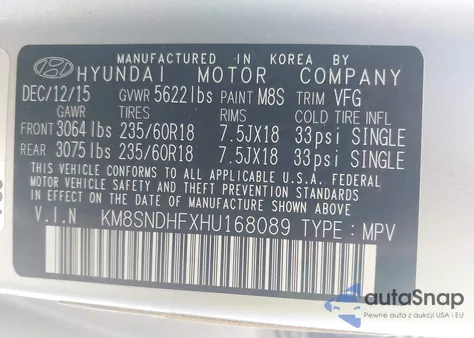 MANUFACTURED IN KOREA BY
HYUNDAI MOTOR COMPANY
DEC/12/15 GVWR 5622lbs PAINT M8S TRIM VFG
GAWR TIRES RIMS COLD TIRE INFL
FRONT 3064lbs 235/60R18 7.5JX18 33psi SINGLE
REAR 3075lbs 235/60R18 7.5JX18 33psi SINGLE
THIS VEHICLE CONFORMS TO ALL APPLICABLE U.S.A. FEDERAL
MOTOR VEHICLE SAFETY STANDARDS IN
EFFECT ON THE DATE OF MANUFACTURE SHOWN ABOVE.
V.I.N KM8SNDHFXHU168089 TYPE: MPV
autoSnap
Pewne auta z aukcji USA i EU